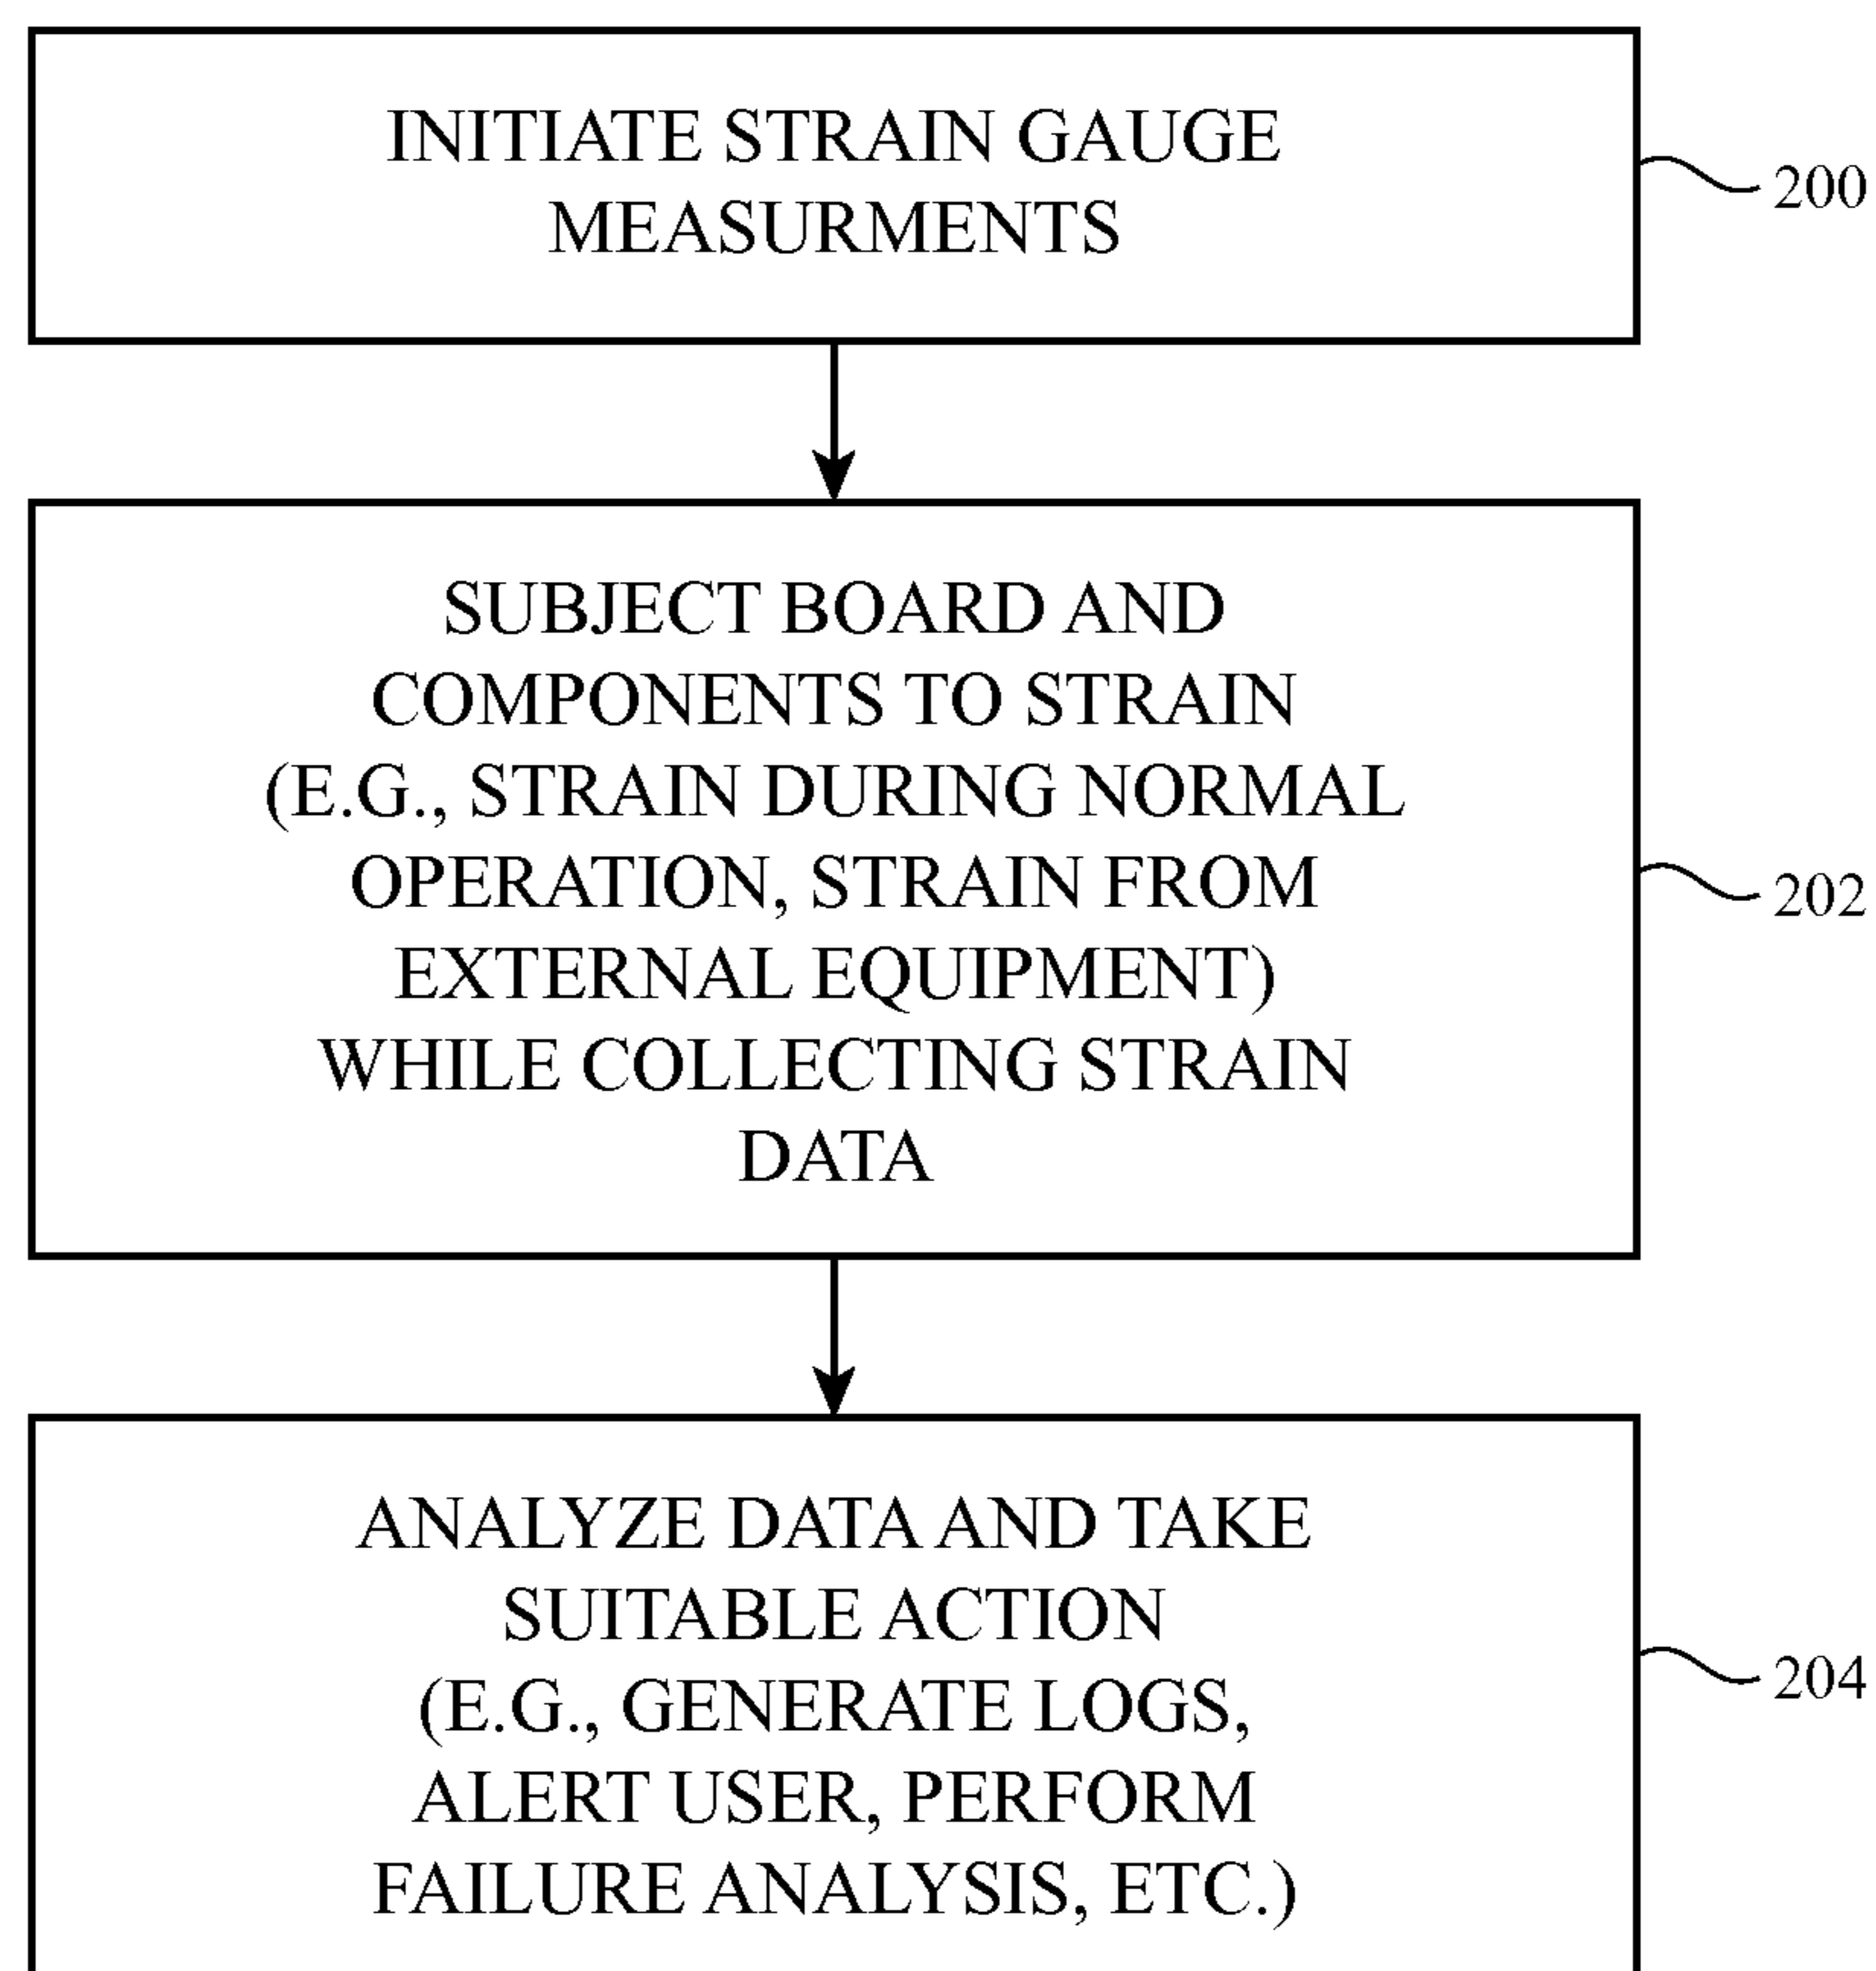 INITIATE STRAIN GAUGE
MEASURMENTS
200
SUBJECT BOARD AND
COMPONENTS TO STRAIN
(E.G., STRAIN DURING NORMAL
OPERATION, STRAIN FROM
EXTERNAL EQUIPMENT)
WHILE COLLECTING STRAIN
DATA
202
ANALYZE DATA AND TAKE
SUITABLE ACTION
(E.G., GENERATE LOGS,
ALERT USER, PERFORM
FAILURE ANALYSIS, ETC.)
204